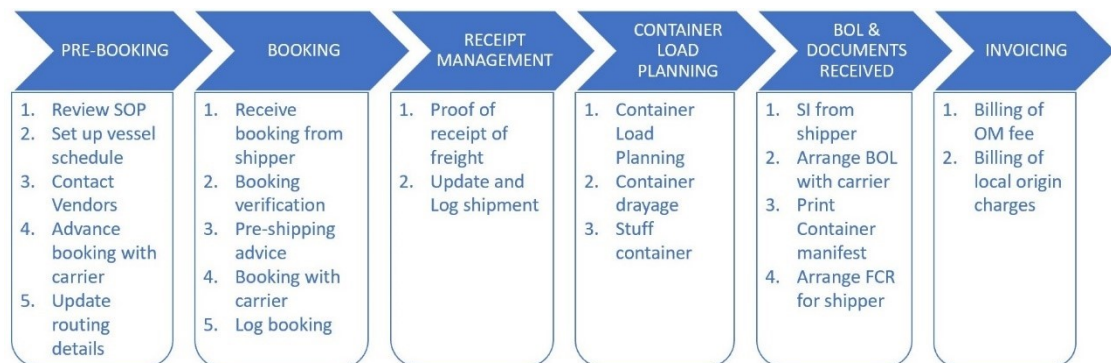 PRE-BOOKING
1. Review SOP
2. Set up vessel
schedule
3. Contact
Vendors
4. Advance
booking with
carrier
5. Update
routing
details
BOOKING
1. Receive
booking from
shipper
2. Booking
verification
3. Pre-shipping
advice
4. Booking with
carrier
5. Log booking
RECEIPT
MANAGEMENT
1. Proof of
receipt of
freight
2. Update and
Log shipment
CONTAINER
LOAD
PLANNING
1. Container
Load
Planning
2. Container
drayage
3. Stuff
container
BOL &
DOCUMENTS
RECEIVED
1. SI from
shipper
2. Arrange BOL
with carrier
3. Print
Container
manifest
4. Arrange FCR
for shipper
INVOICING
1. Billing of
OM fee
2. Billing of
local origin
charges